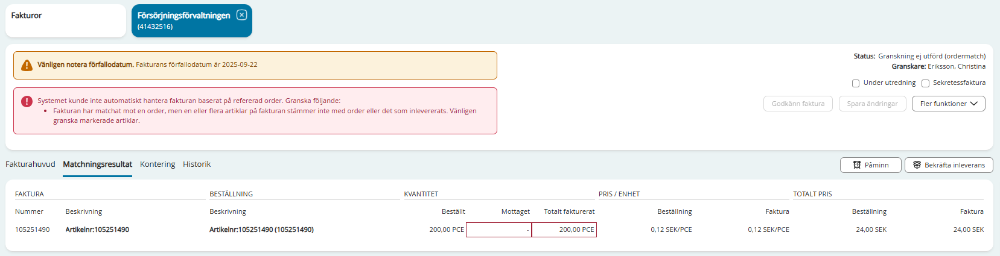 Fakturor
Försörjningsförvaltningen
(41432516)
Vänligen notera förfallodatum. Fakturans förfallodatum är 2025-09-22
Systemet kunde inte automatiskt hantera fakturan baserat på refererad order. Granska följande:
• Fakturan har matchat mot en order, men en eller flera artiklar på fakturan stämmer inte med order eller det som inlevererats. Vänligen
granska markerade artiklar.
Status: Granskning ej utförd (ordermatch)
Granskare: Eriksson, Christina
Under utredning Sekretessfaktura
Godkänn faktura Spara ändringar Fler funktioner
Fakturahuvud Matchningsresultat Kontering Historik
Påminn Bekräfta inleverans
FAKTURA BESTÄLLNING KVANTITET PRIS / ENHET TOTALT PRIS
Nummer Beskrivning Beskrivning Beställt Mottaget Totalt fakturerat Beställning Faktura Beställning Faktura
105251490 Artikelnr:105251490 Artikelnr:105251490 (105251490) 200,00 PCE - 200,00 PCE 0,12 SEK/PCE 0,12 SEK/PCE 24,00 SEK 24,00 SEK